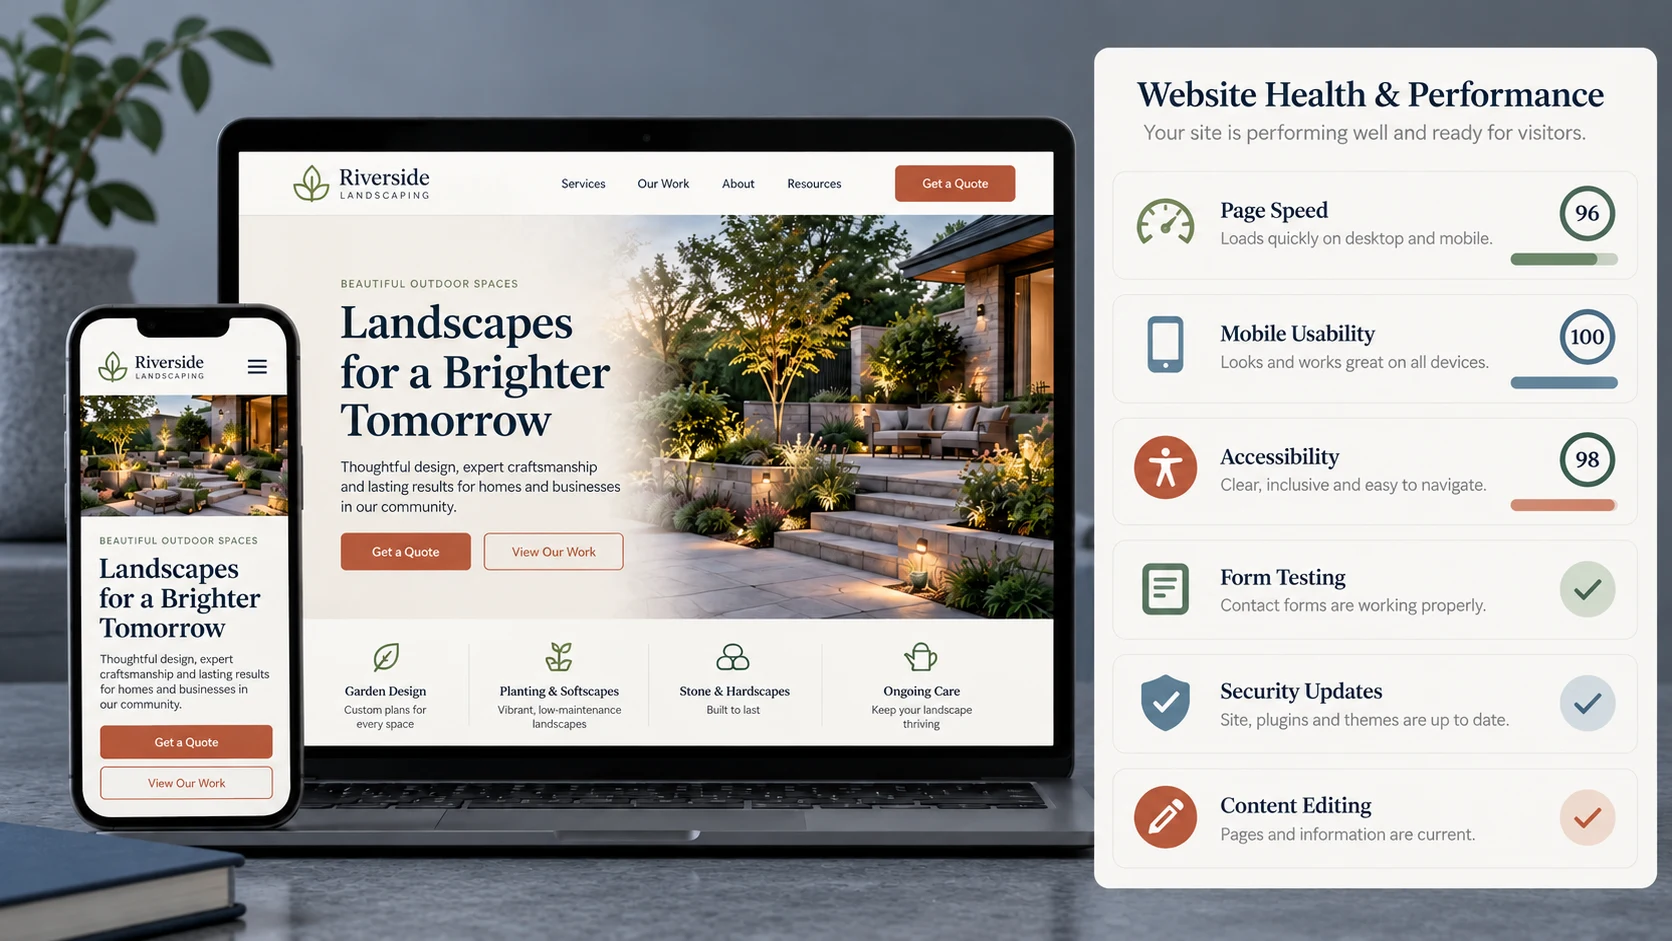 Riverside
LANDSCAPING
Services
Our Work
About
Resources
Get a Quote
BEAUTIFUL OUTDOOR SPACES
Landscapes
for a Brighter
Tomorrow
Thoughtful design, expert craftsmanship
and lasting results for homes and businesses
in our community.
Get a Quote
View Our Work
Garden Design
Custom plans for
every space
Planting & Softscapes
Vibrant, low-maintenance
landscapes
Stone & Hardscapes
Built to last
Ongoing Care
Keep your landscape
thriving
Riverside
LANDSCAPING
BEAUTIFUL OUTDOOR SPACES
Landscapes
for a Brighter
Tomorrow
Thoughtful design, expert
craftsmanship and lasting results
for homes and businesses in
our community.
Get a Quote
View Our Work
Website Health & Performance
Your site is performing well and ready for visitors.
Page Speed
Loads quickly on desktop and mobile.
96
Mobile Usability
Looks and works great on all devices.
100
Accessibility
Clear, inclusive and easy to navigate.
98
Form Testing
Contact forms are working properly.
Security Updates
Site, plugins and themes are up to date.
Content Editing
Pages and information are current.